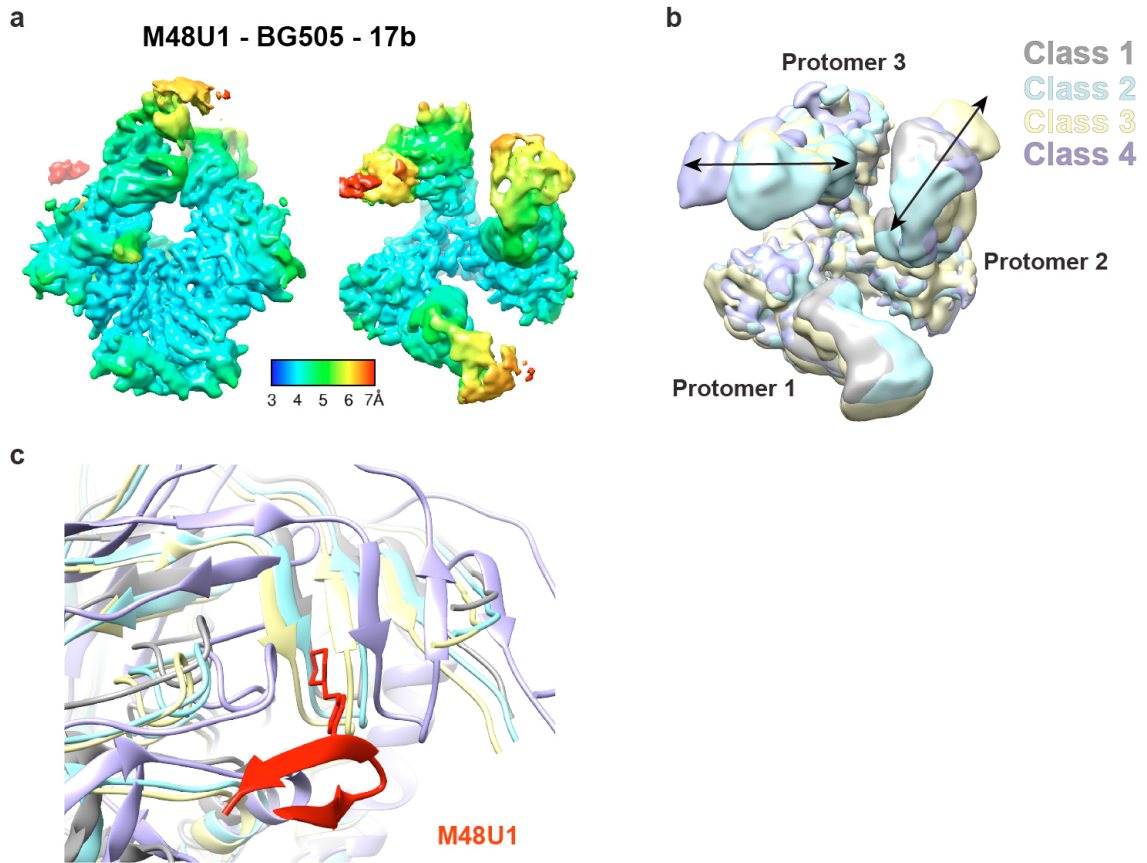 a
M48U1 - BG505 - 17b
3 4 5 6 7Å
b
Protomer 3
Class 1
Class 2
Class 3
Class 4
Protomer 2
Protomer 1
c
M48U1